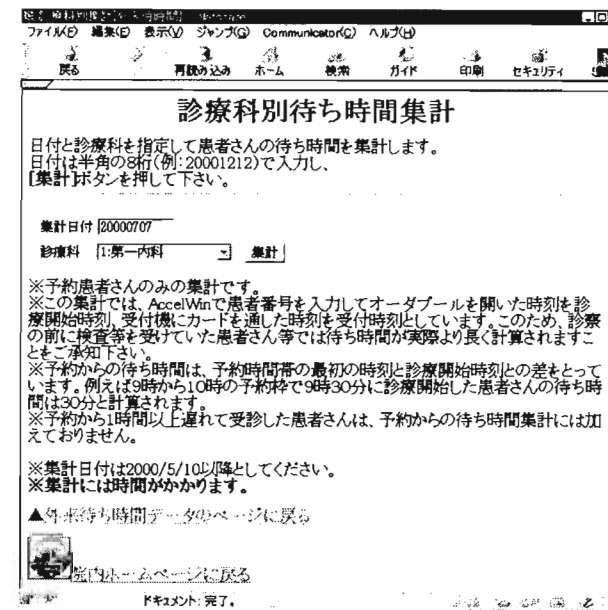 ファイル(F) 編集(E) 表示(V) ジャンプ(G) Communicator(C) ヘルプ(H)
戻る 再読み込み ホーム 検索 ガイド 印刷 セキュリティ
診療科別待ち時間集計
日付と診療科を指定して患者さんの待ち時間を集計します。
日付は半角の8桁(例:20001212)で入力し、
[集計]ボタンを押して下さい。
集計日付 20000707
診療科 1:第一内科 集計
※予約患者さんのみの集計です。
※この集計では、AccelWinで患者番号を入力してオーダプールを開いた時刻を診
療開始時刻、受付機にカードを通した時刻を受付時刻としています。このため、診察
の前に検査等を受けていた患者さん等では待ち時間が実際より長く計算されますこ
とをご承知下さい。
※予約からの待ち時間は、予約時間帯の最初の時刻と診療開始時刻との差をとって
います。例えば9時から10時の予約枠で9時30分に診療開始した患者さんの待ち時
間は30分と計算されます。
※予約から1時間以上遅れて受診した患者さんは、予約からの待ち時間集計には加
えておりません。
※集計日付は2000/5/10以降としてください。
※集計には時間がかかります。
▲外来待ち時間データのページに戻る
院内ホームページに戻る
ドキュメント: 完了。